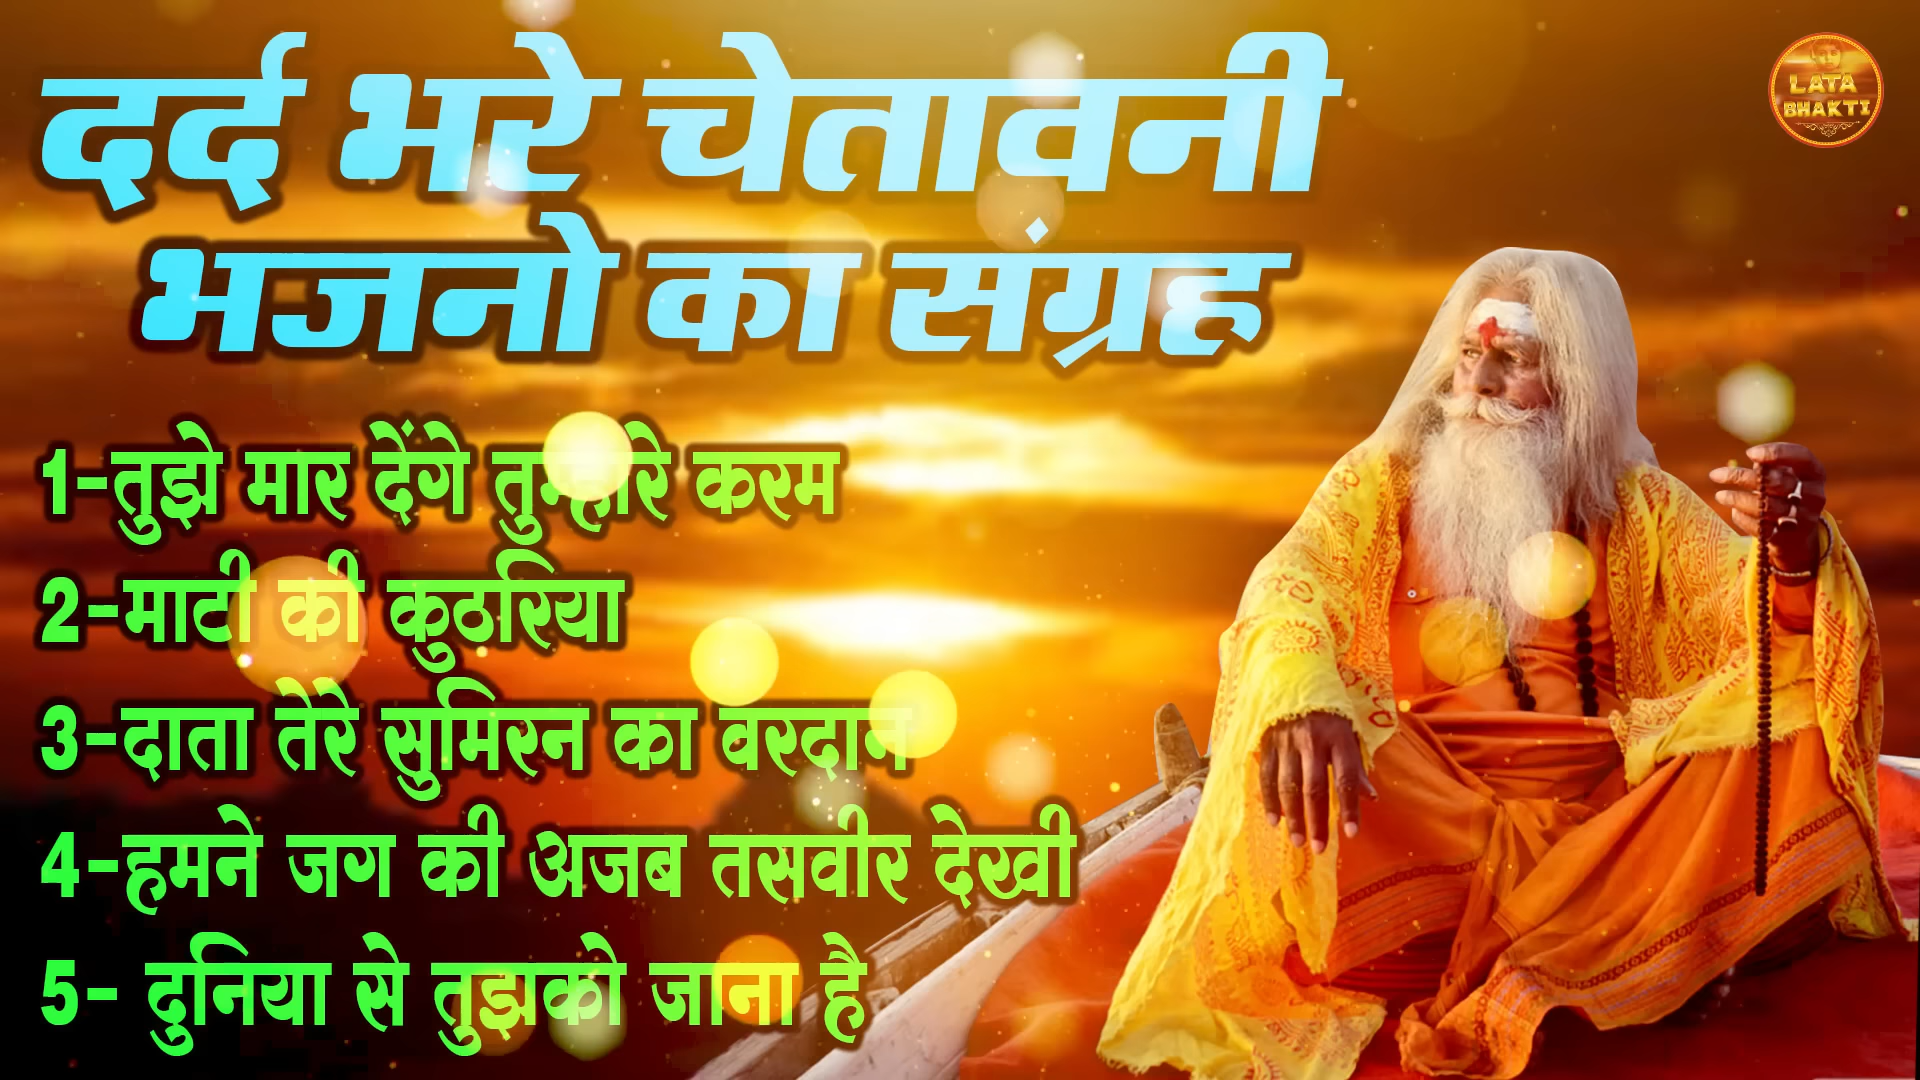 दर्द भरे चेतावनी
भजनो का संग्रह
1-तुझे मार देंगे तुम्हारे करम
2-माटी की कुठरिया
3-दाता तेरे सुमिरन का वरदान
4-हमने जग की अजब तसवीर देखी
5- दुनिया से तुझको जाना है
LATA
BHAKTI